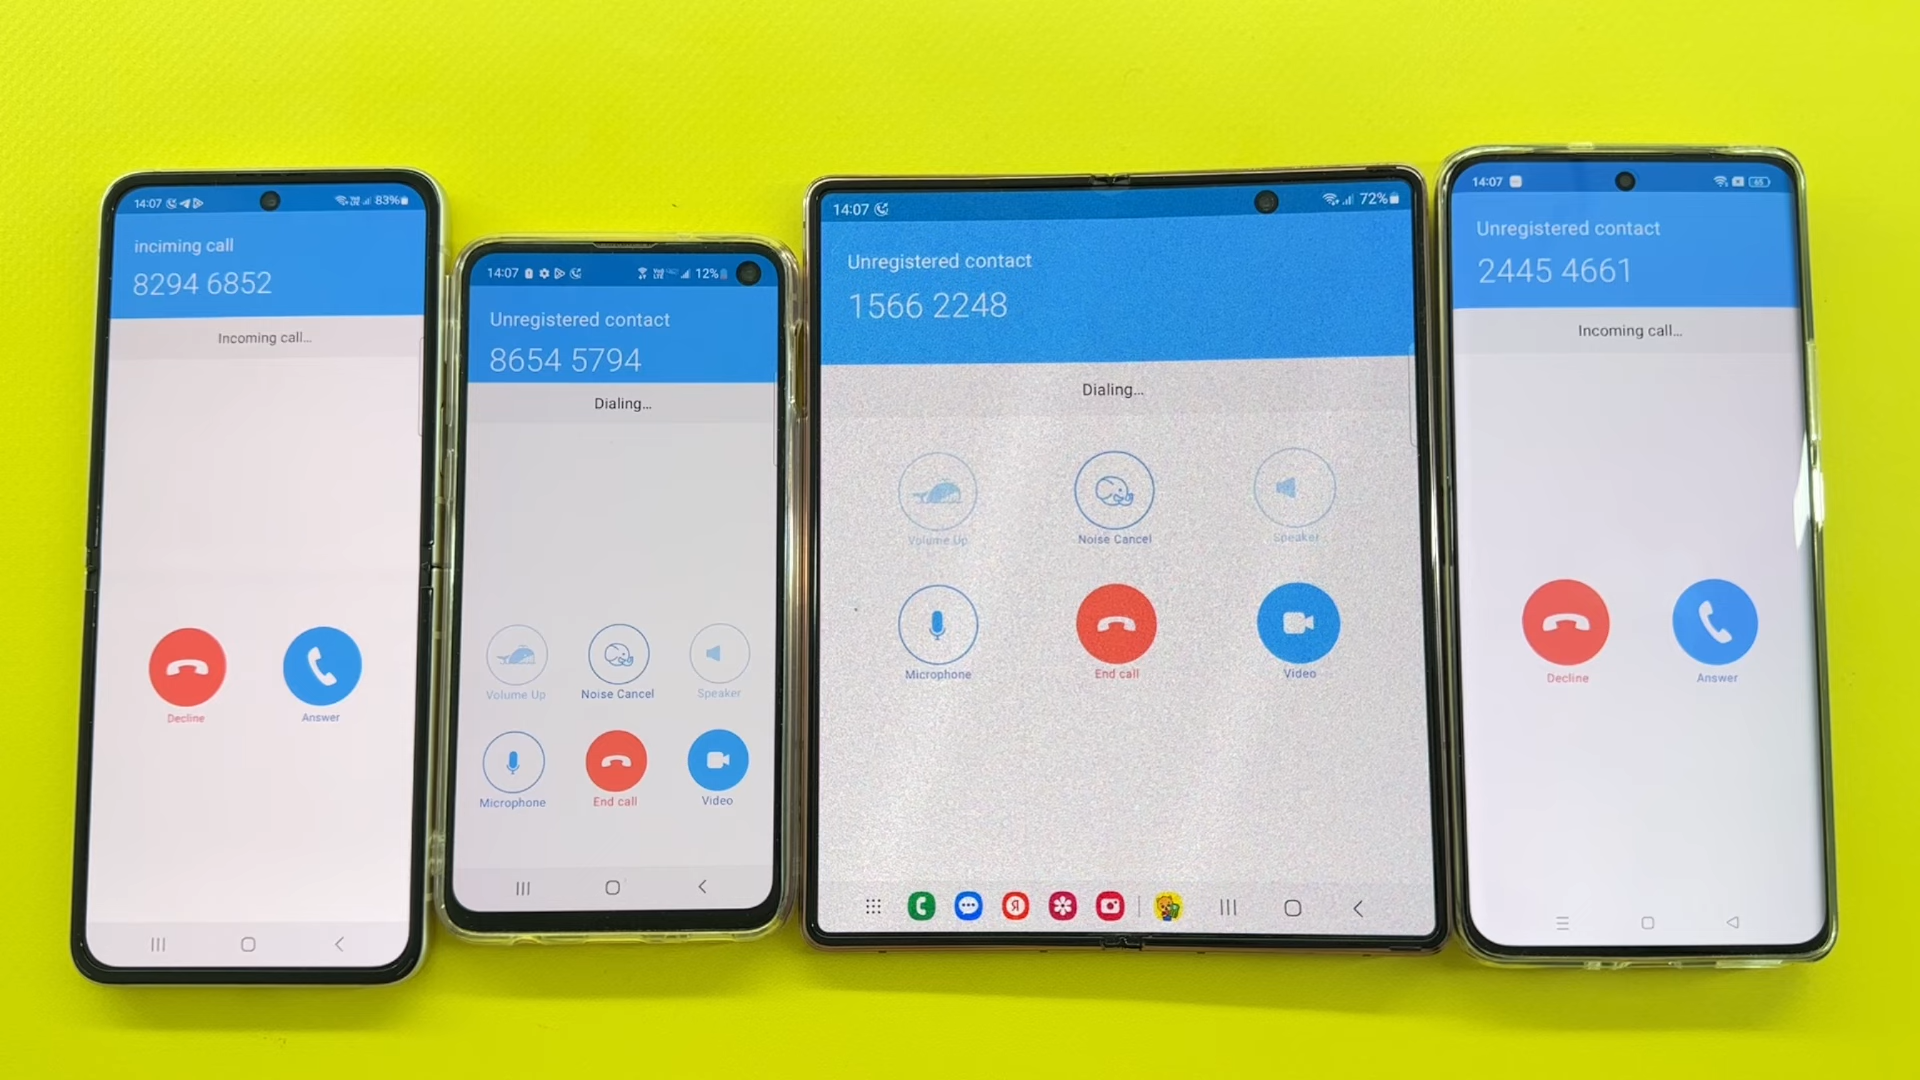 14:07
83%
inciming call
8294 6852
Incoming call...
Decline
Answer
14:07
12%
Unregistered contact
8654 5794
Dialing...
Volume Up
Noise Cancel
Speaker
Microphone
End call
Video
14:07
72%
Unregistered contact
1566 2248
Dialing...
Volume Up
Noise Cancel
Speaker
Microphone
End call
Video
Я
14:07
65
Unregistered contact
2445 4661
Incoming call...
Decline
Answer